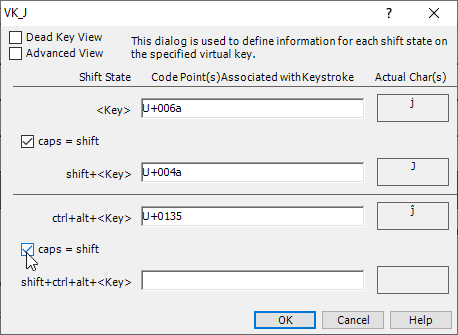 VK_J
Dead Key View
Advanced View
This dialog is used to define information for each shift state on
the specified virtual key.
Shift State Code Point(s) Associated with Keystroke Actual Char(s)
<Key> U+006a j
caps = shift
shift+<Key> U+004a J
ctrl+alt+<Key> U+0135 ĵ
caps = shift
shift+ctrl+alt+<Key>
OK Cancel Help